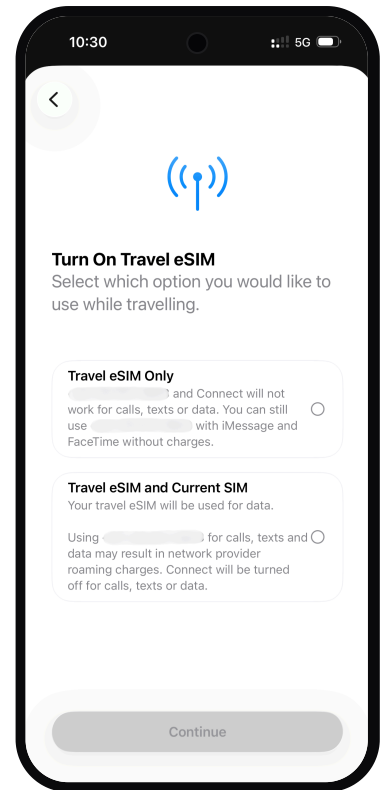 10:30
5G
Turn On Travel eSIM
Select which option you would like to
use while travelling.
Travel eSIM Only
and Connect will not
work for calls, texts or data. You can still
use with iMessage and
FaceTime without charges.
Travel eSIM and Current SIM
Your travel eSIM will be used for data.
Using for calls, texts and
data may result in network provider
roaming charges. Connect will be turned
off for calls, texts or data.
Continue